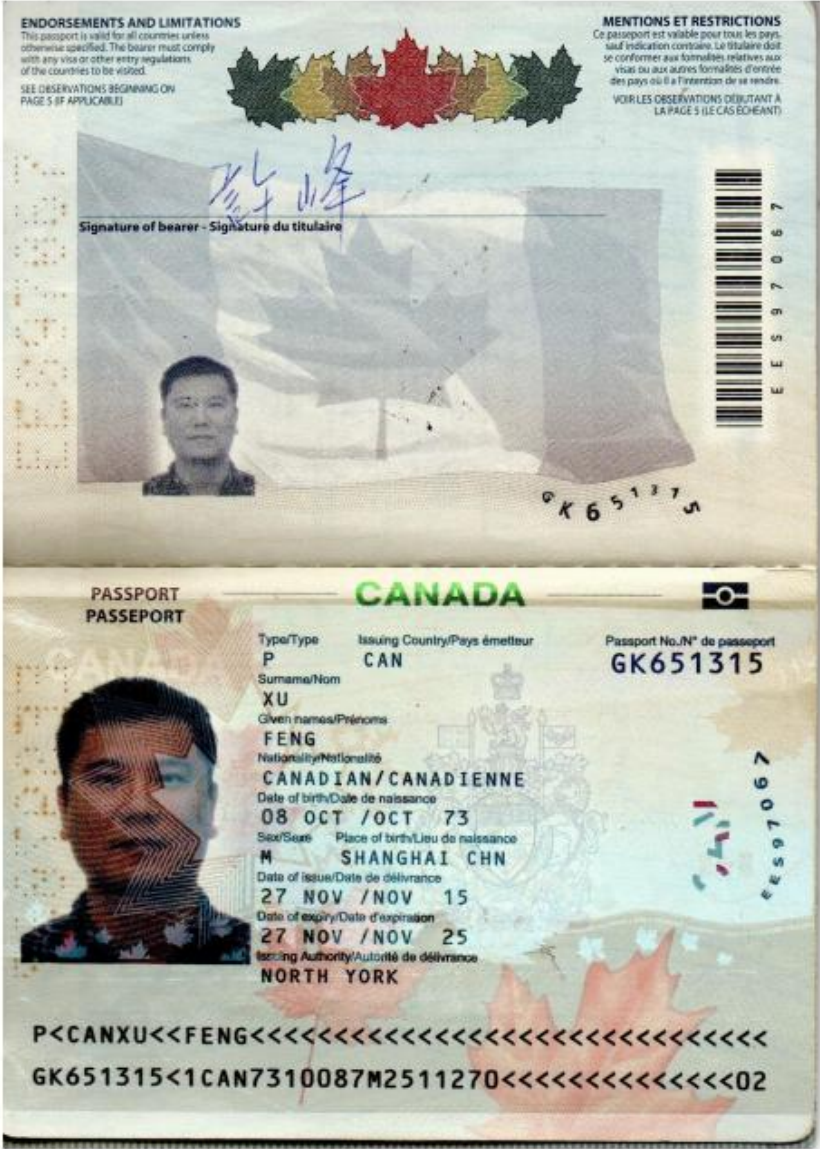 ENDORSEMENTS AND LIMITATIONS
This passport is valid for all countries unless
otherwise specified. The bearer must comply
with any visa or other entry regulations
of the countries to be visited.
SEE OBSERVATIONS BEGINNING ON
PAGE 5 (IF APPLICABLE)
MENTIONS ET RESTRICTIONS
Ce passeport est valable pour tous les pays,
sauf indication contraire. Le titulaire doit
se conformer aux formalités relatives aux
visas ou aux autres formalités d'entrée
des pays où il a l'intention de se rendre.
VOIR LES OBSERVATIONS DÉBUTANT À
LA PAGE 5 (LE CAS ÉCHÉANT)
许峰
Signature of bearer - Signature du titulaire
EES97067
GK651315
PASSPORT
PASSEPORT
CANADA
Type/Type Issuing Country/Pays émetteur Passport No./N° de passeport
P CAN GK651315
Surname/Nom
XU
Given names/Prénoms
FENG
Nationality/Nationalité
CANADIAN/CANADIENNE
Date of birth/Date de naissance
08 OCT /OCT 73
Sex/Sexe Place of birth/Lieu de naissance
M SHANGHAI CHN
Date of issue/Date de délivrance
27 NOV /NOV 15
Date of expiry/Date d'expiration
27 NOV /NOV 25
Issuing Authority/Autorité de délivrance
NORTH YORK
EES97067
CANADA
P<CANXU<<FENG<<<<<<<<<<<<<<<<<<<<<<<<<<<<<<<
GK651315<1CAN7310087M2511270<<<<<<<<<<<<<<02